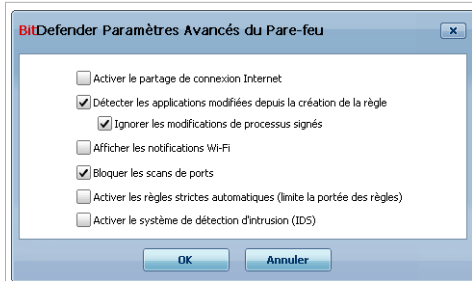 BitDefender Paramètres Avancés du Pare-feu
Activer le partage de connexion Internet
Détecter les applications modifiées depuis la création de la règle
Ignorer les modifications de processus signés
Afficher les notifications Wi-Fi
Bloquer les scans de ports
Activer les règles strictes automatiques (limite la portée des règles)
Activer le système de détection d'intrusion (IDS)
OK Annuler